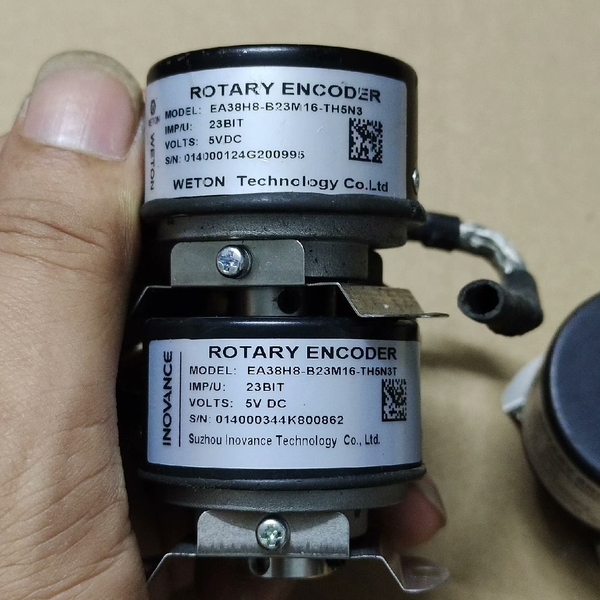 WETON
ROTARY ENCODER
MODEL: EA38H8-B23M16-TH5N3
IMP/U: 23BIT
VOLTS: 5VDC
S/N: 014000124G200995
WETON Technology Co.Ltd
INOVANCE
ROTARY ENCODER
MODEL: EA38H8-B23M16-TH5N3T
IMP/U: 23BIT
VOLTS: 5V DC
S/N: 014000344K800862
Suzhou Inovance Technology Co., Ltd.